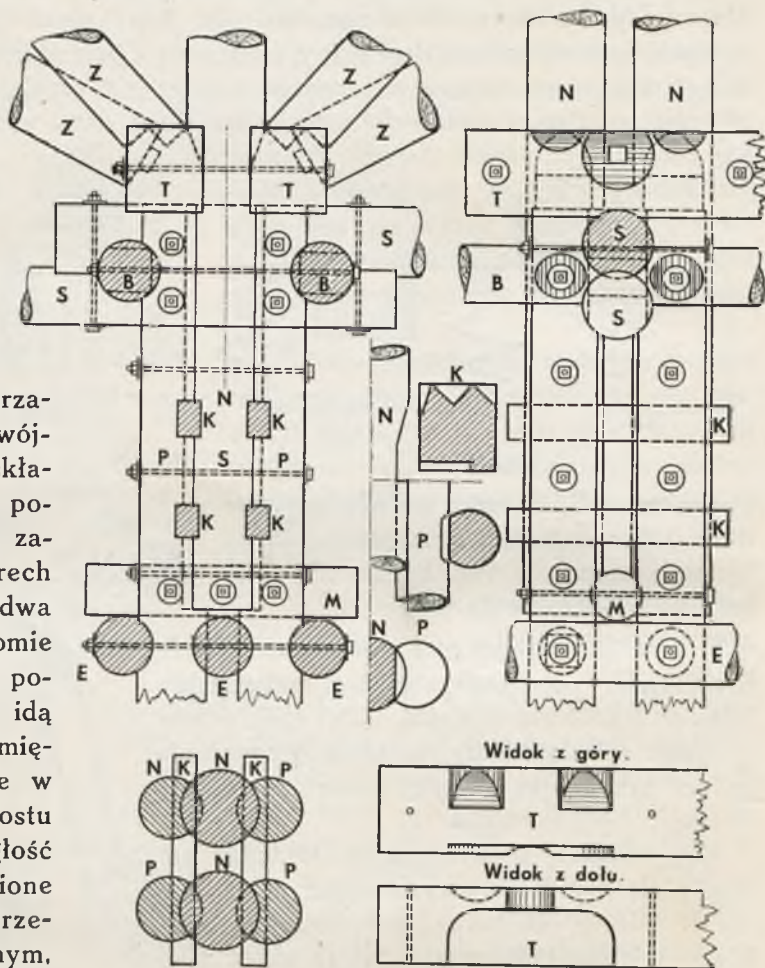 Z Z
Z Z
T T
S
B B
S
N
K K
P S P
K K
M
E E E
N N
T
S
B
S
K
K
M
E
K
N
P
N P
rza-
wój-
kła-
po-
za-
rech
dwa
omie
po-
idą
mię-
e w
ostu
łość
ione
rze-
nym,
N K N K P
P N P
Widok z góry.
T
Widok z dołu.
T